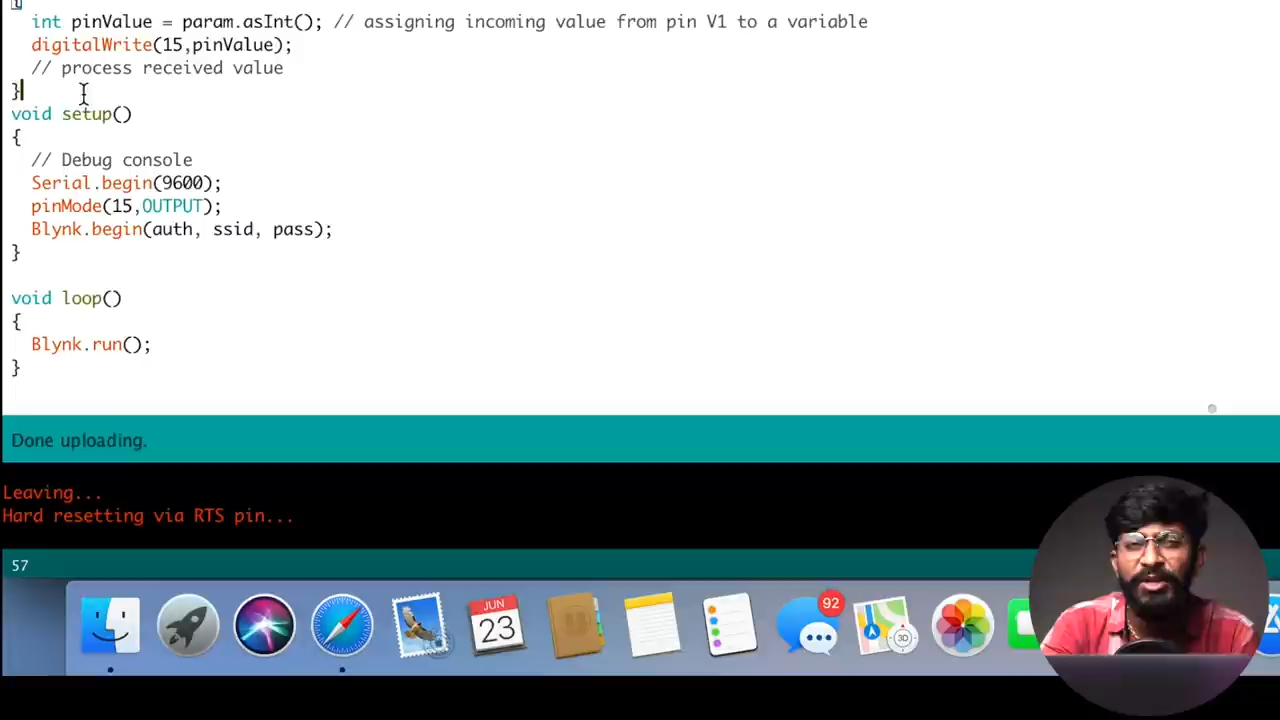 {
int pinValue = param.asInt(); // assigning incoming value from pin V1 to a variable
digitalWrite(15,pinValue);
// process received value
}
void setup()
{
// Debug console
Serial.begin(9600);
pinMode(15,OUTPUT);
Blynk.begin(auth, ssid, pass);
}
void loop()
{
Blynk.run();
}
Done uploading.
Leaving...
Hard resetting via RTS pin...
57
JUN
23
92
3D